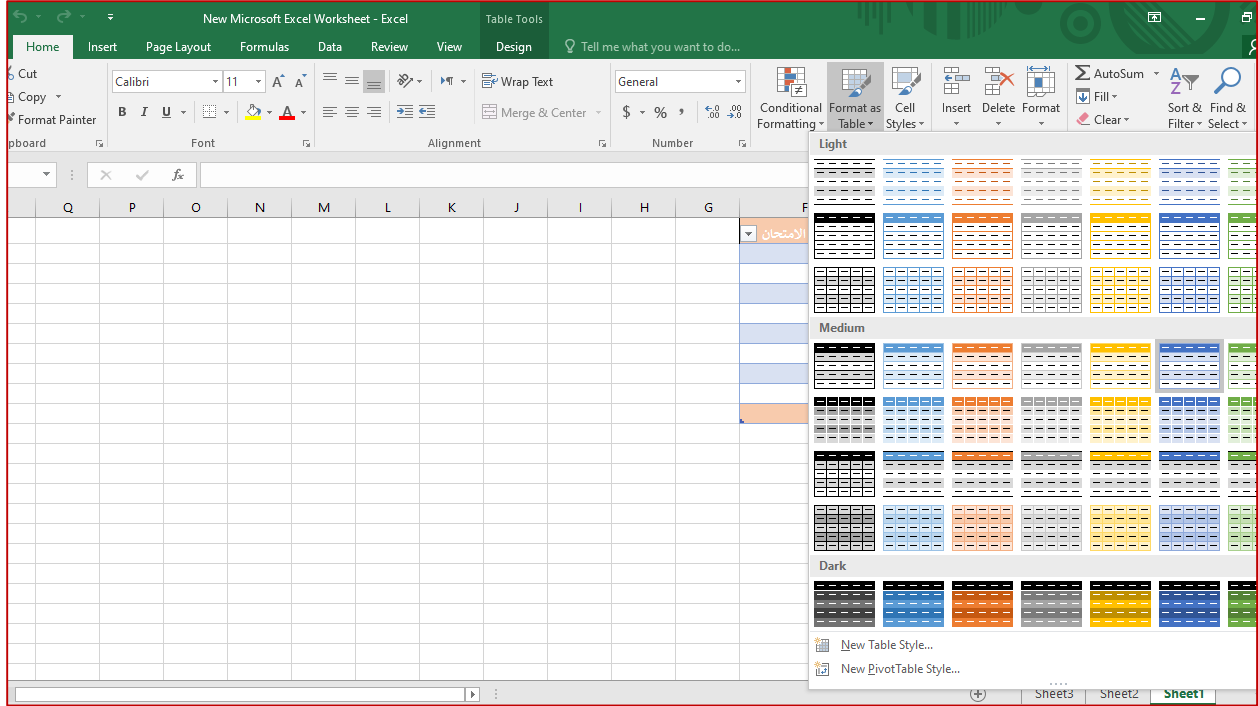 New Microsoft Excel Worksheet - Excel
Table Tools
Home Insert Page Layout Formulas Data Review View Design Tell me what you want to do...
Cut
Copy
Format Painter
Calibri 11
B I U A
Wrap Text
Merge & Center
General
$ % ,
Conditional Formatting
Format as Table
Cell Styles
Insert
Delete
Format
AutoSum
Fill
Clear
Sort & Filter
Find & Select
pboard Font Alignment Number
fx
Q P O N M L K J I H G F
الامتحان
Light
Medium
Dark
New Table Style...
New PivotTable Style...
Sheet3 Sheet2 Sheet1